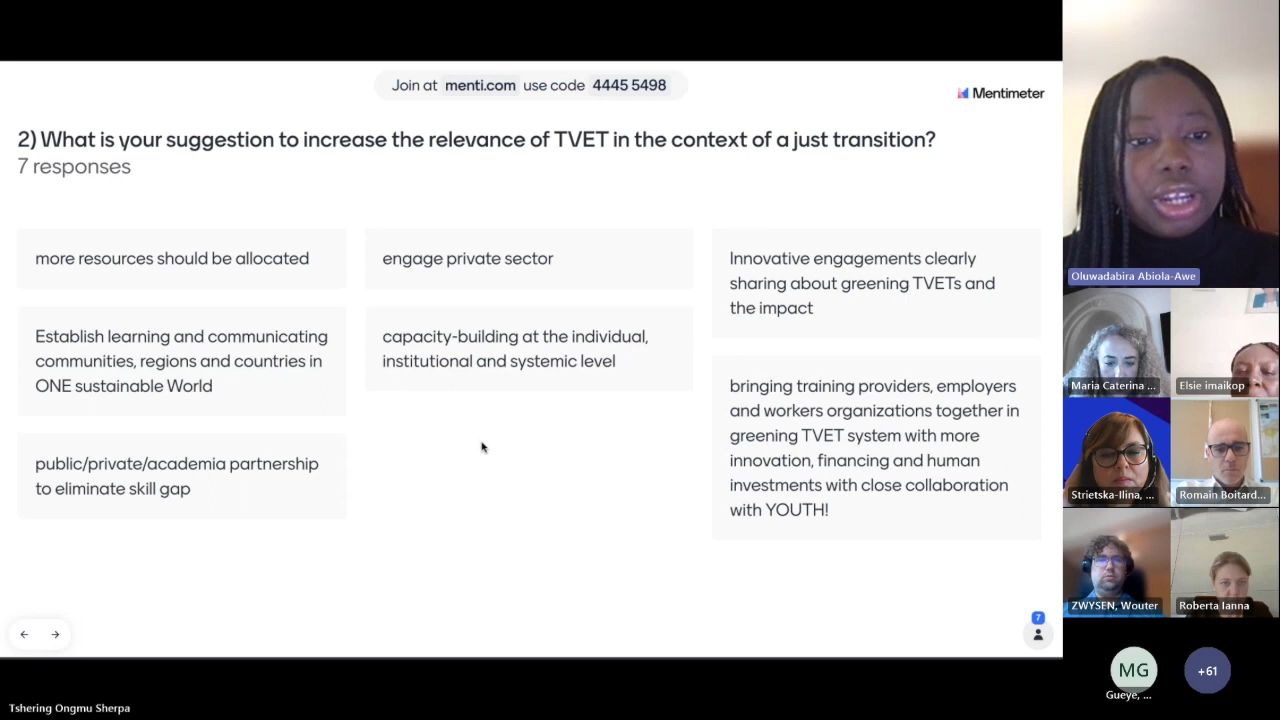 Join at menti.com use code 4445 5498
Mentimeter
2) What is your suggestion to increase the relevance of TVET in the context of a just transition?
7 responses
more resources should be allocated
Establish learning and communicating
communities, regions and countries in
ONE sustainable World
public/private/academia partnership
to eliminate skill gap
engage private sector
capacity-building at the individual,
institutional and systemic level
Innovative engagements clearly
sharing about greening TVETs and
the impact
bringing training providers, employers
and workers organizations together in
greening TVET system with more
innovation, financing and human
investments with close collaboration
with YOUTH!
7
Tshering Ongmu Sherpa
Oluwadabira Abiola-Awe
Maria Caterina ...
Elsie imaikop
Strietska-Ilina, ...
Romain Boitard...
ZWYSEN, Wouter
Roberta Ianna
MG
Gueye, ...
+61